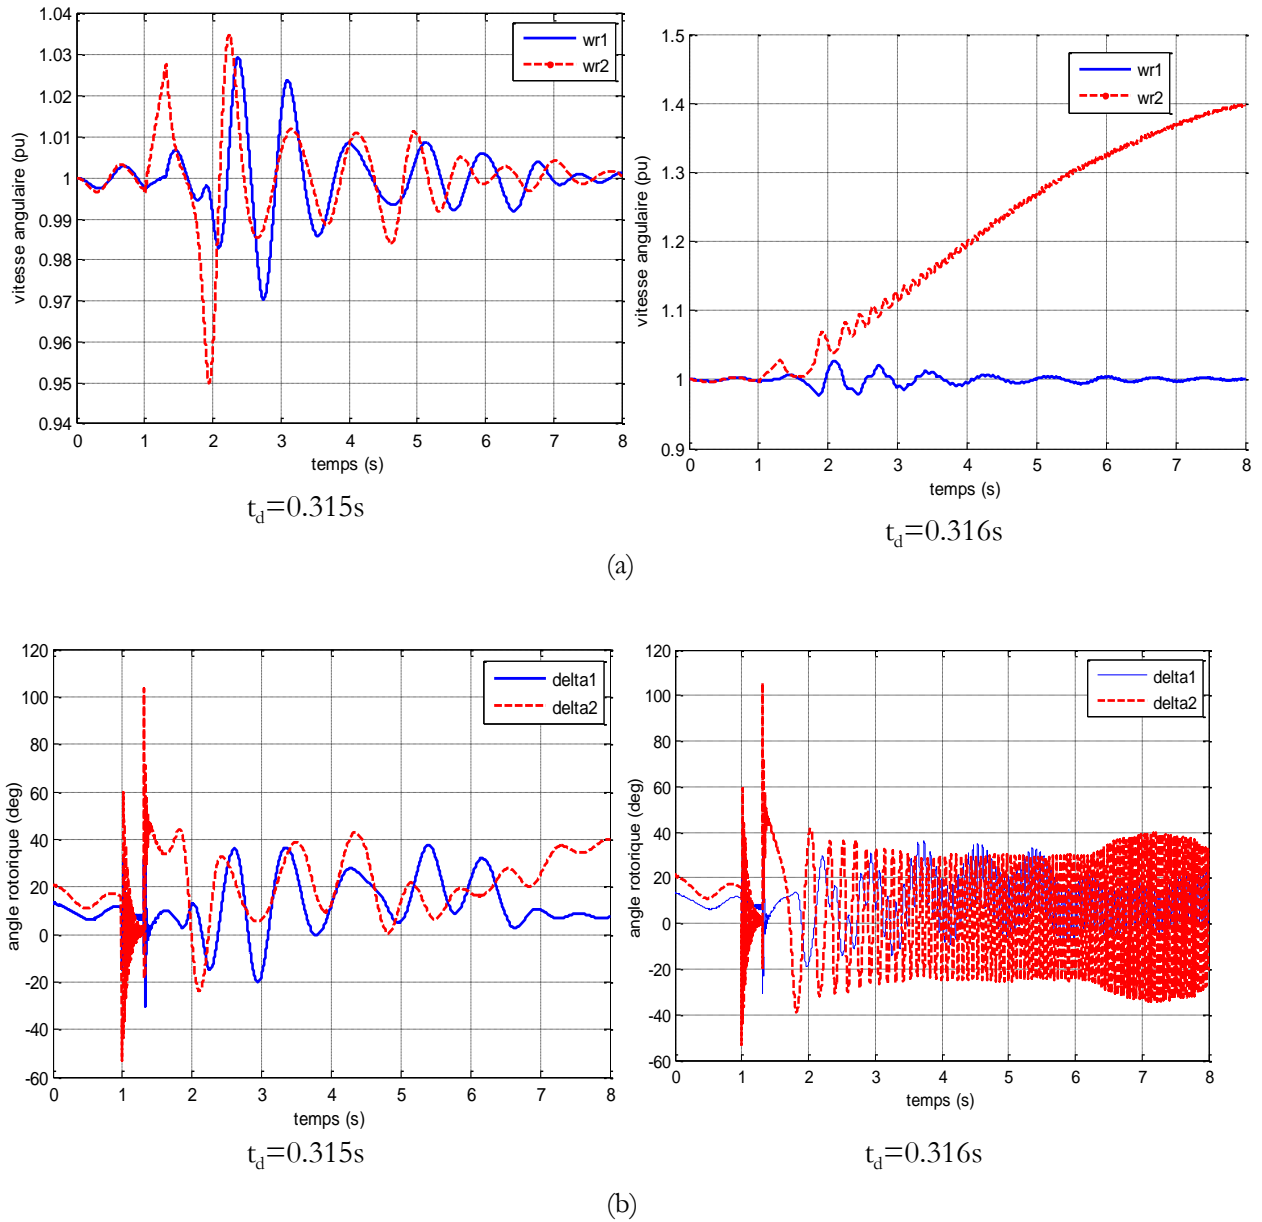 1.04
1.03
1.02
1.01
1
0.99
0.98
0.97
0.96
0.95
0.94
0 1 2 3 4 5 6 7 8
vitesse angulaire (pu)
temps (s)
wr1
wr2
t_d=0.315s
1.5
1.4
1.3
1.2
1.1
1
0.9
0 1 2 3 4 5 6 7 8
vitesse angulaire (pu)
temps (s)
wr1
wr2
t_d=0.316s
(a)
120
100
80
60
40
20
0
-20
-40
-60
0 1 2 3 4 5 6 7 8
angle rotorique (deg)
temps (s)
delta1
delta2
t_d=0.315s
120
100
80
60
40
20
0
-20
-40
-60
0 1 2 3 4 5 6 7 8
angle rotorique (deg)
temps (s)
delta1
delta2
t_d=0.316s
(b)